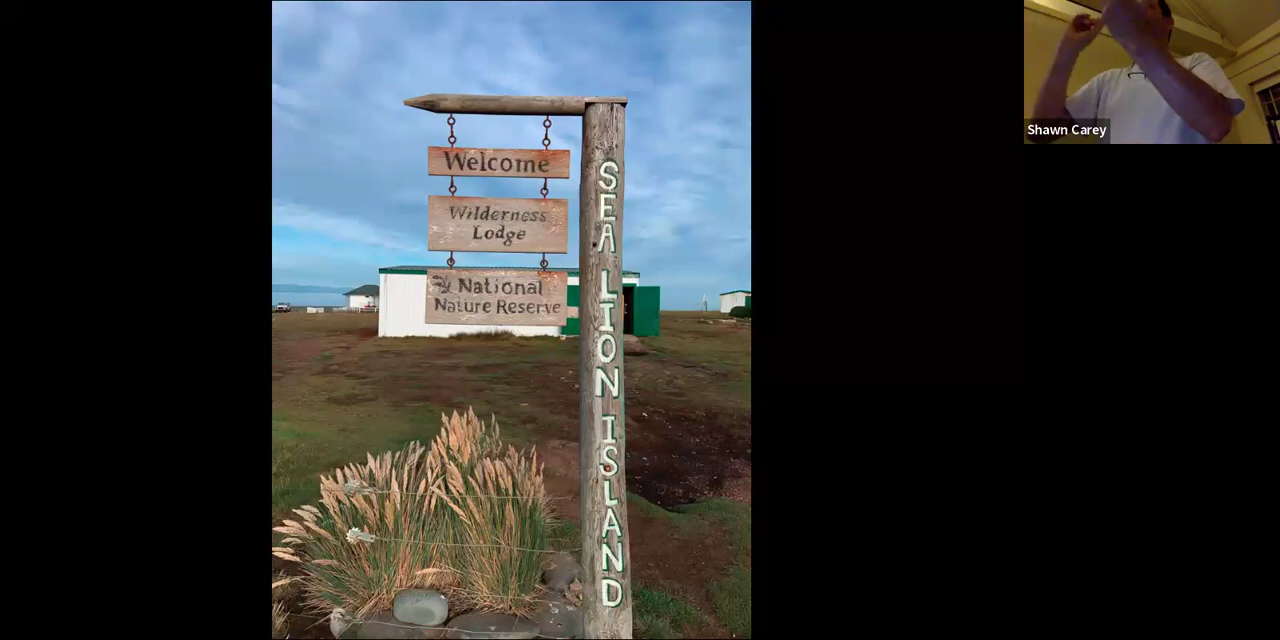 Welcome
Wilderness
Lodge
National
Nature Reserve
SEA LION ISLAND
Shawn Carey